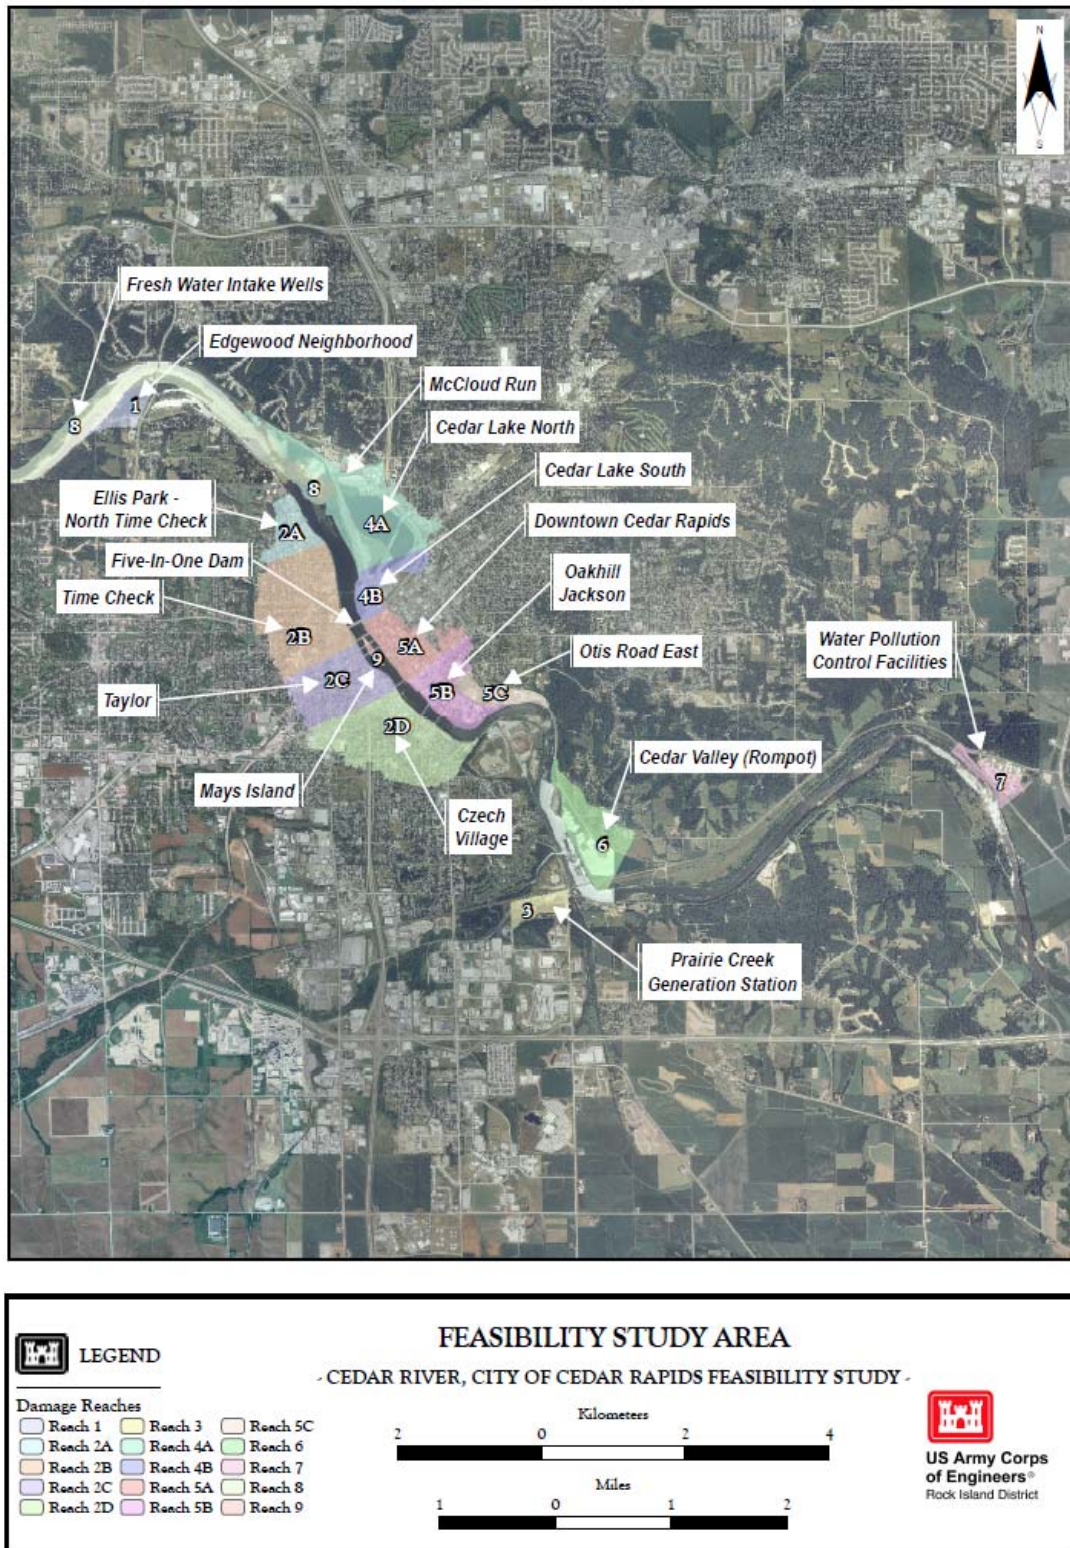 N
S
Fresh Water Intake Wells
Edgewood Neighborhood
McCloud Run
1
8
Cedar Lake North
Cedar Lake South
Ellis Park -
North Time Check
8
4A
Downtown Cedar Rapids
2A
Five-In-One Dam
Oakhill
Jackson
Time Check
4B
2B
5A
9
Otis Road East
Water Pollution
Control Facilities
Taylor
2C
5B
5C
2D
Cedar Valley (Rompot)
7
Mays Island
Czech
Village
6
3
Prairie Creek
Generation Station
LEGEND
Damage Reaches
Reach 1
Reach 2A
Reach 2B
Reach 2C
Reach 2D
Reach 3
Reach 4A
Reach 4B
Reach 5A
Reach 5B
Reach 5C
Reach 6
Reach 7
Reach 8
Reach 9
FEASIBILITY STUDY AREA
- CEDAR RIVER, CITY OF CEDAR RAPIDS FEASIBILITY STUDY -
Kilometers
2 0 2 4
Miles
1 0 1 2
US Army Corps
of Engineers®
Rock Island District